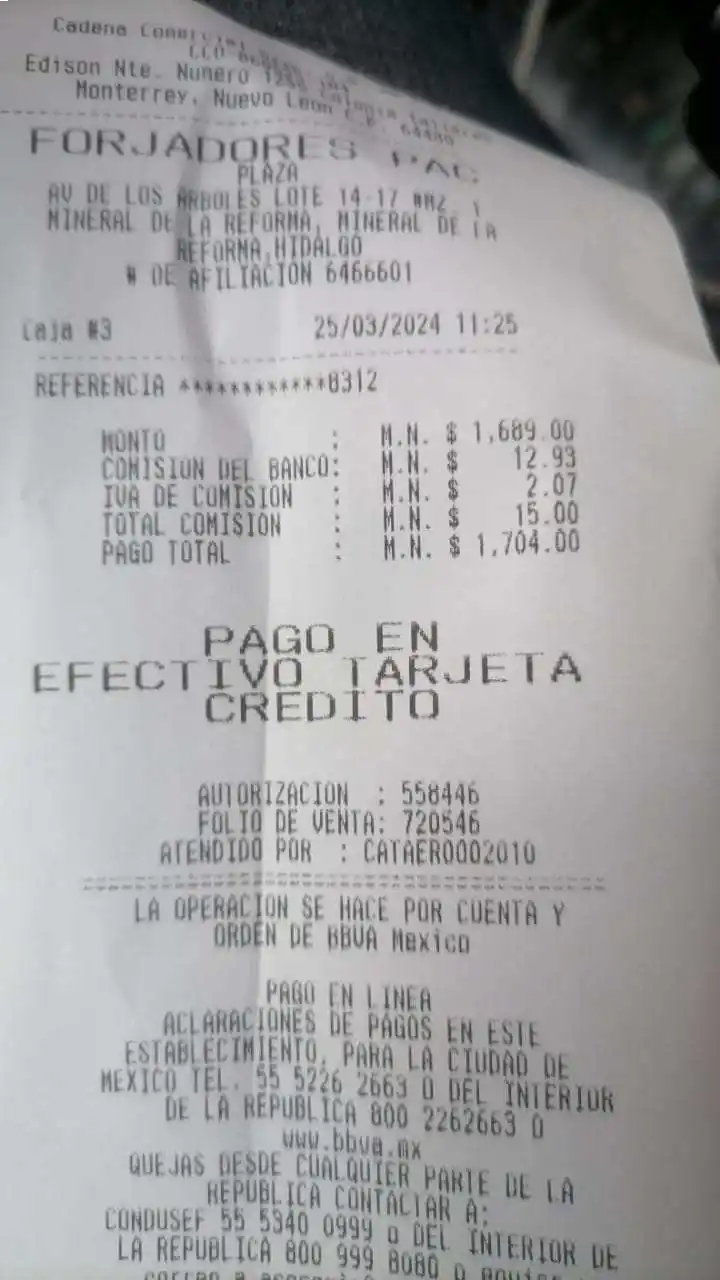 Cadena Comercial
Edison Nte. Numero
Monterrey, Nuevo Leon C.P. 64480
FORJADORES PAC
PLAZA
AV DE LOS ARBOLES LOTE 14-17 #MZ 1
MINERAL DE LA REFORMA, MINERAL DE LA
REFORMA,HIDALGO
# DE AFILIACION 6466601
Caja #3 25/03/2024 11:25
REFERENCIA ************8312
MONTO : M.N. $ 1,689.00
COMISION DEL BANCO: M.N. $ 12.93
IVA DE COMISION : M.N. $ 2.07
TOTAL COMISION : M.N. $ 15.00
PAGO TOTAL : M.N. $ 1,704.00
PAGO EN
EFECTIVO TARJETA
CREDITO
AUTORIZACION : 558446
FOLIO DE VENTA: 720546
ATENDIDO POR : CATAER0002010
LA OPERACION SE HACE POR CUENTA Y
ORDEN DE BBVA Mexico
PAGO EN LINEA
ACLARACIONES DE PAGOS EN ESTE
ESTABLECIMIENTO, PARA LA CIUDAD DE
MEXICO TEL. 55 5226 2663 O DEL INTERIOR
DE LA REPUBLICA 800 2262663 O
www.bbva.mx
QUEJAS DESDE CUALQUIER PARTE DE LA
REPUBLICA CONTACTAR A:
CONDUSEF 55 5340 0999 o DEL INTERIOR DE
LA REPUBLICA 800 999 8080 o